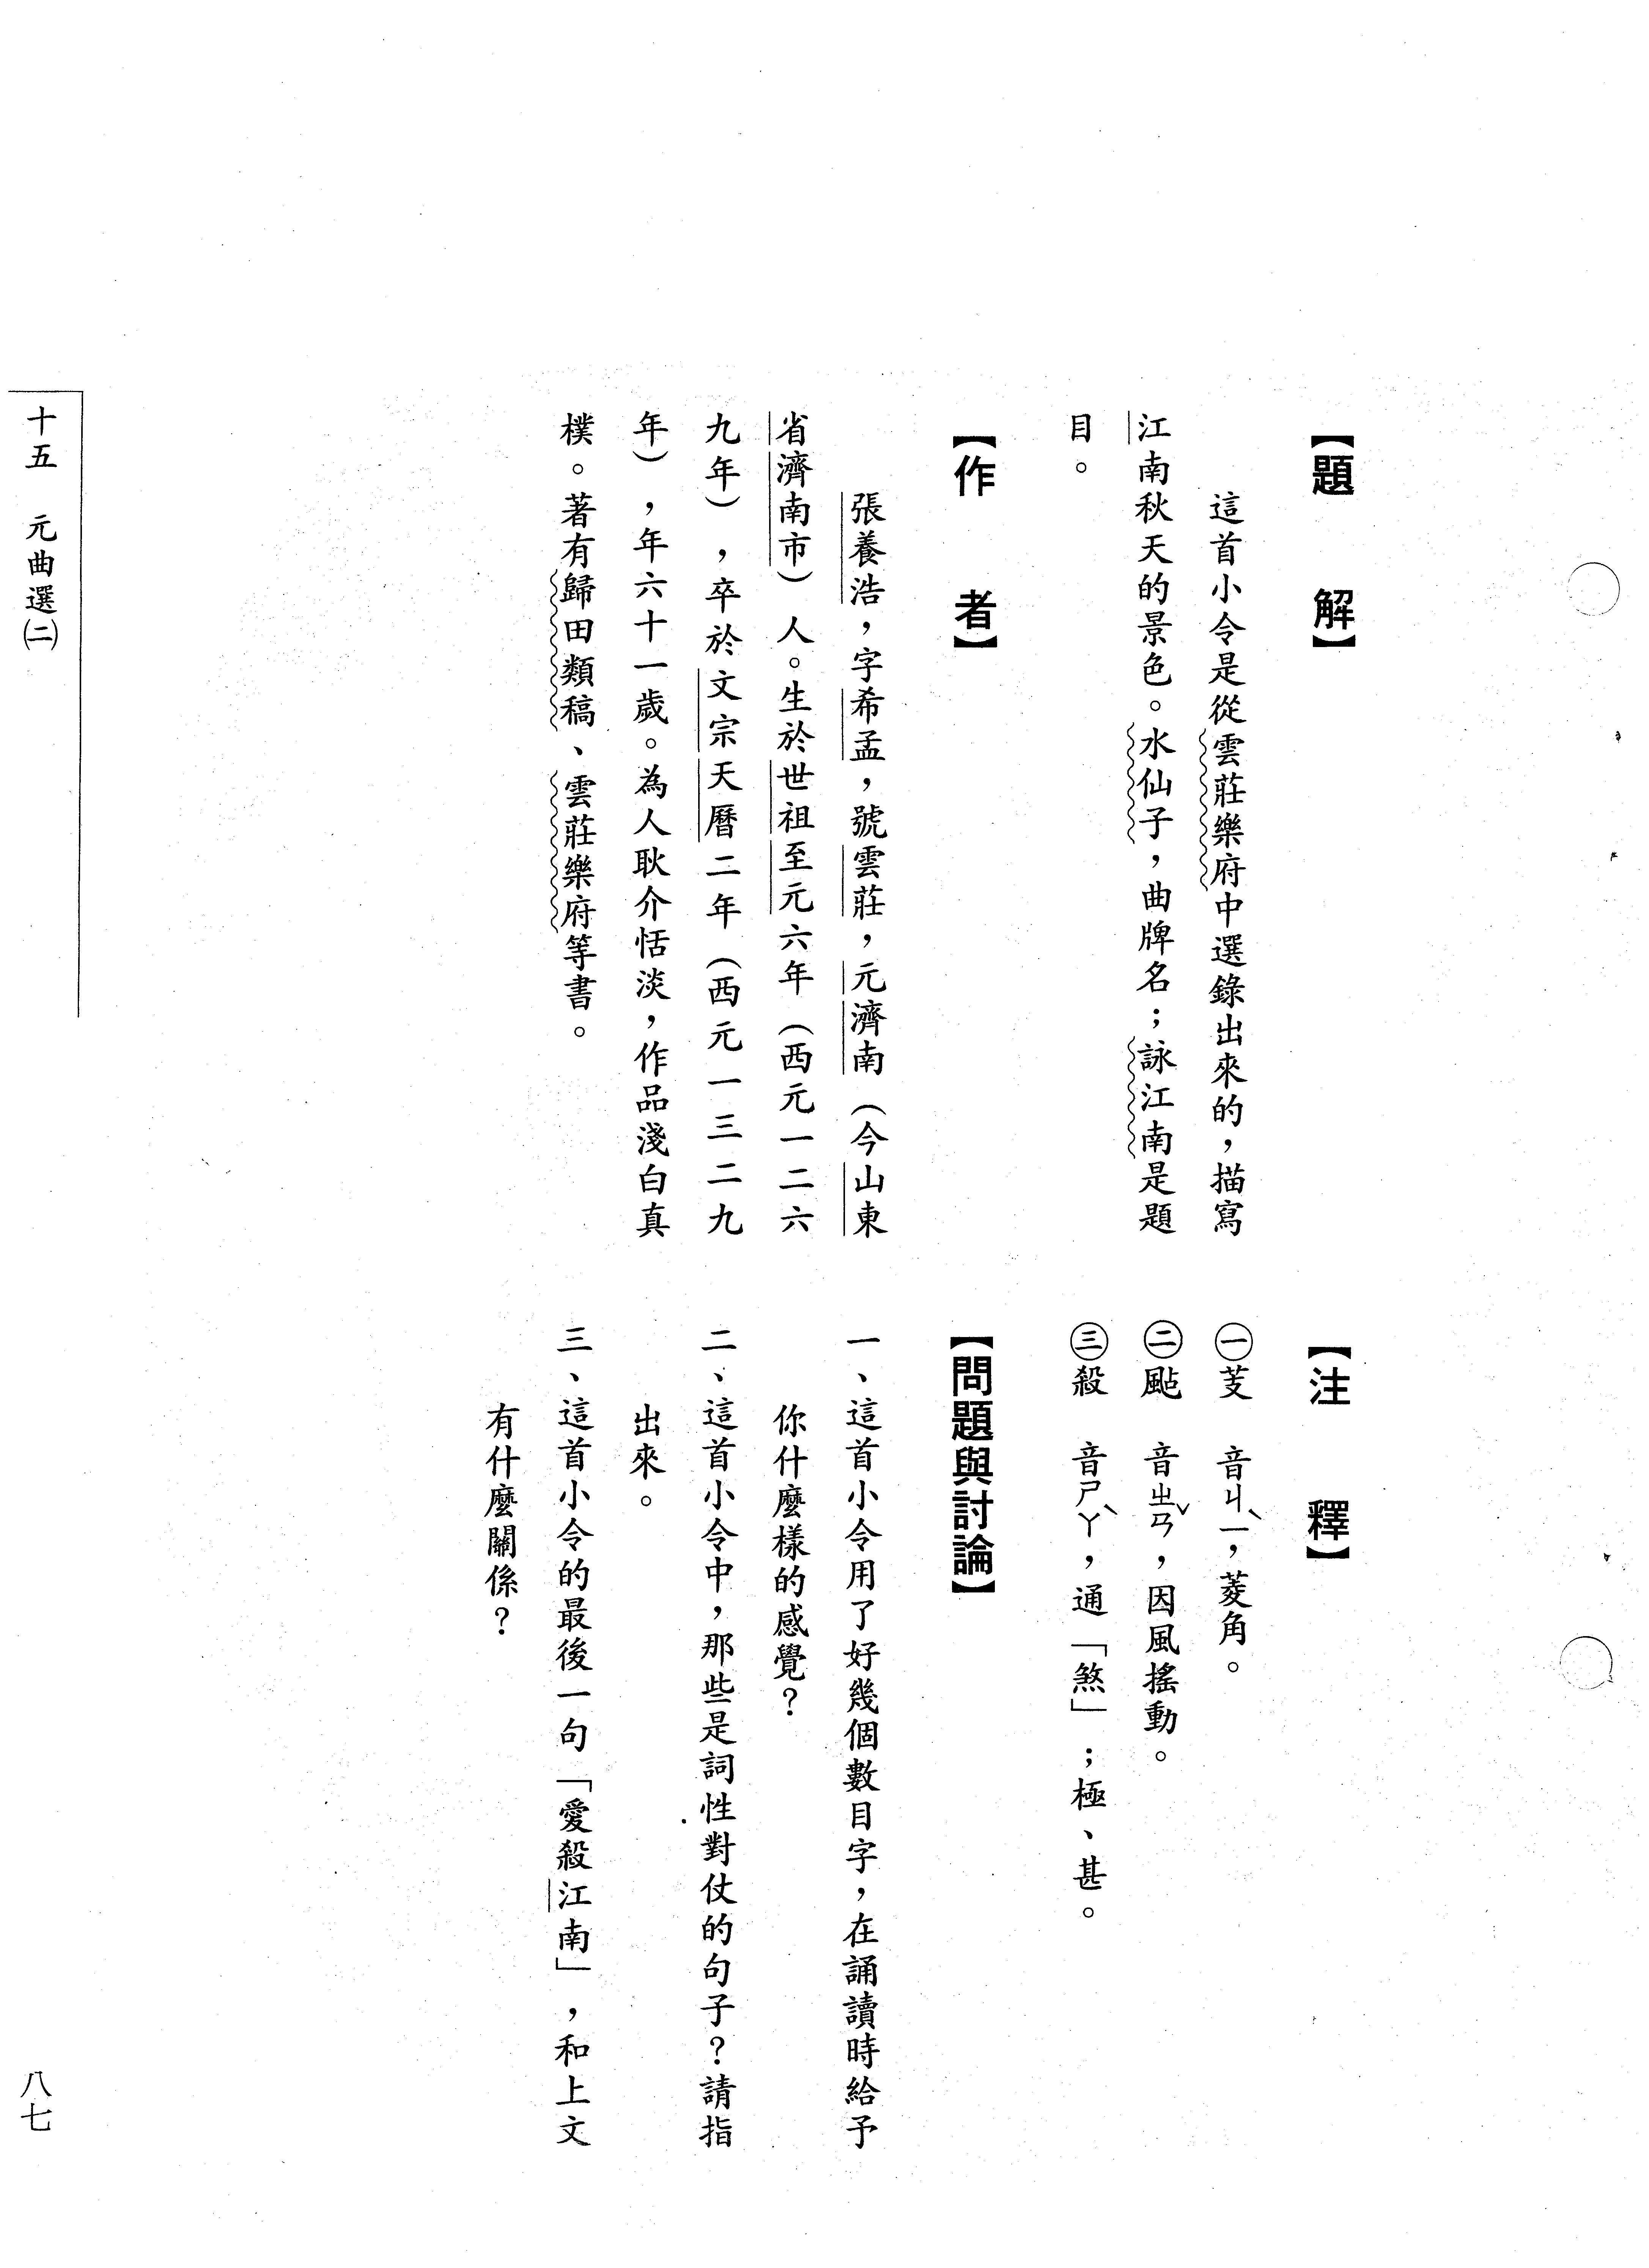 【題　解】
這首小令是從雲莊樂府中選錄出來的，描寫
江南秋天的景色。水仙子，曲牌名；詠江南是題
目。
【作　者】
張養浩，字希孟，號雲莊，元濟南（今山東
省濟南市）人。生於世祖至元六年（西元一二六
九年），卒於文宗天曆二年（西元一三二九
年），年六十一歲。為人耿介恬淡，作品淺白真
樸。著有歸田類稿、雲莊樂府等書。
【注　釋】
㊀芰　音ㄐㄧˋ，菱角。
㊁颭　音ㄓㄢˇ，因風搖動。
㊂殺　音ㄕㄚˋ，通「煞」；極、甚。
【問題與討論】
一、這首小令用了好幾個數目字，在誦讀時給予
你什麼樣的感覺？
二、這首小令中，那些是詞性對仗的句子？請指
出來。
三、這首小令的最後一句「愛殺江南」，和上文
有什麼關係？
十五　元曲選(二)
八七